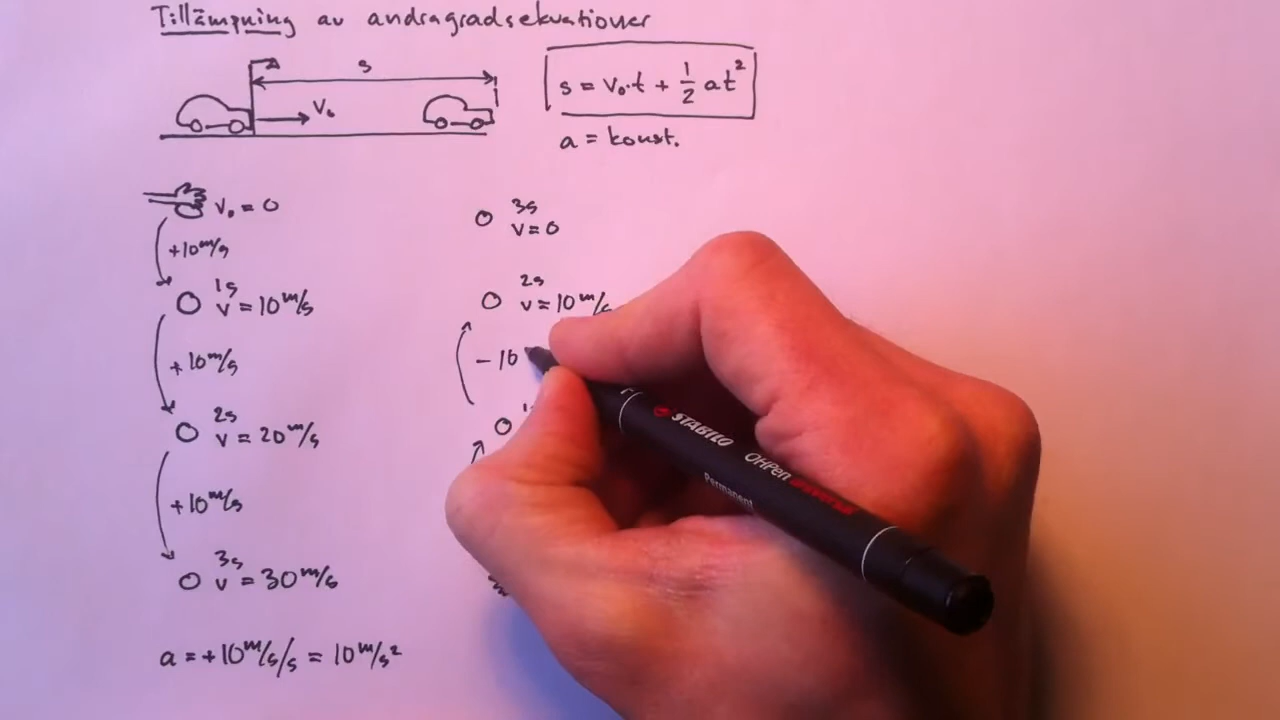 Tillämpning av andragradsekvationer
s
s = v₀·t + 1/2 at²
v₀
a = konst.
v₀ = 0
+10 m/s
1s
v = 10 m/s
+10 m/s
2s
v = 20 m/s
+10 m/s
3s
v = 30 m/s
a = +10 m/s/s = 10 m/s²
3s
v = 0
2s
v = 10 m/s
- 10
STABILO
OHPen universal
Permanent